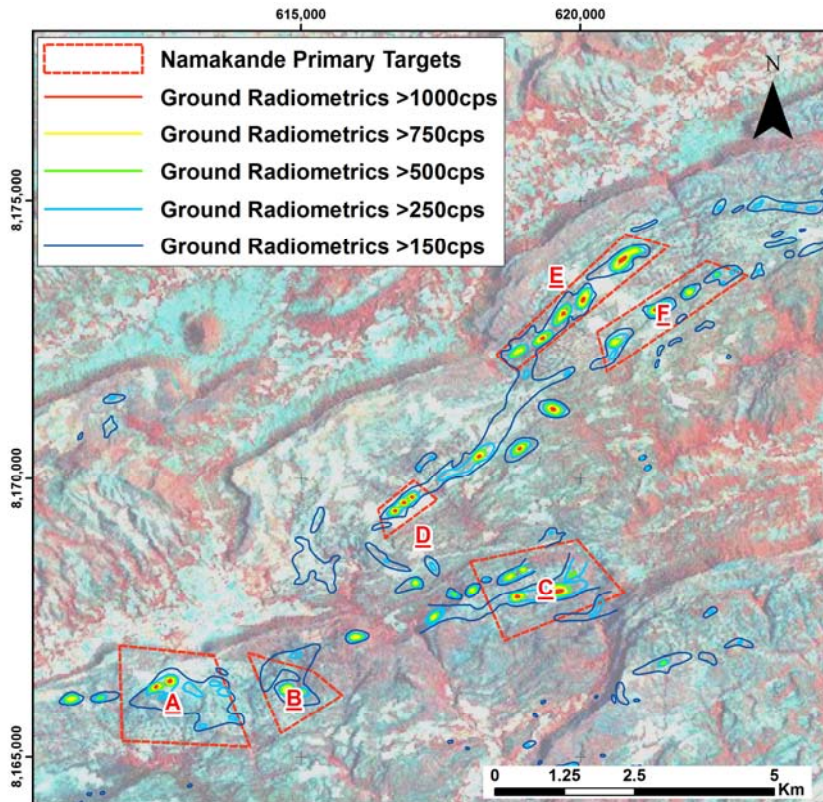 615,000 620,000
Namakande Primary Targets
Ground Radiometrics >1000cps
Ground Radiometrics >750cps
Ground Radiometrics >500cps
Ground Radiometrics >250cps
Ground Radiometrics >150cps
N
8,175,000
E
F
8,170,000
D
C
A
B
8,165,000
0 1.25 2.5 5
Km